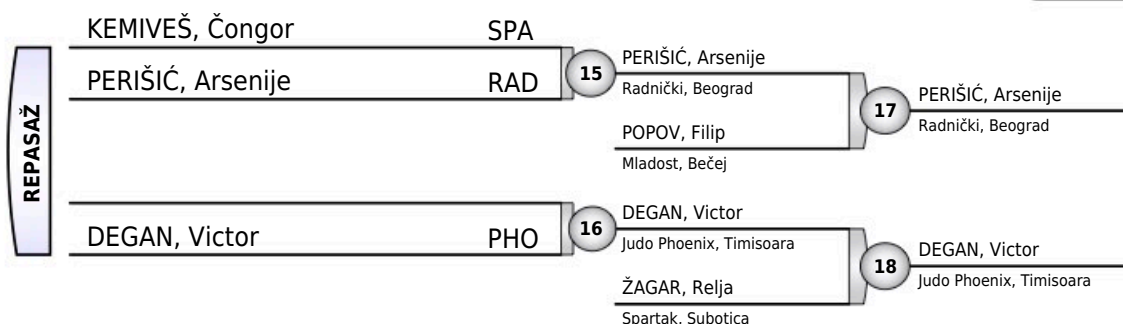 REPASAŽ
KEMIVEŠ, Čongor SPA
PERIŠIĆ, Arsenije RAD
15
PERIŠIĆ, Arsenije
Radnički, Beograd
POPOV, Filip
Mladost, Bečej
17
PERIŠIĆ, Arsenije
Radnički, Beograd
DEGAN, Victor PHO
16
DEGAN, Victor
Judo Phoenix, Timisoara
ŽAGAR, Relja
Spartak, Subotica
18
DEGAN, Victor
Judo Phoenix, Timisoara